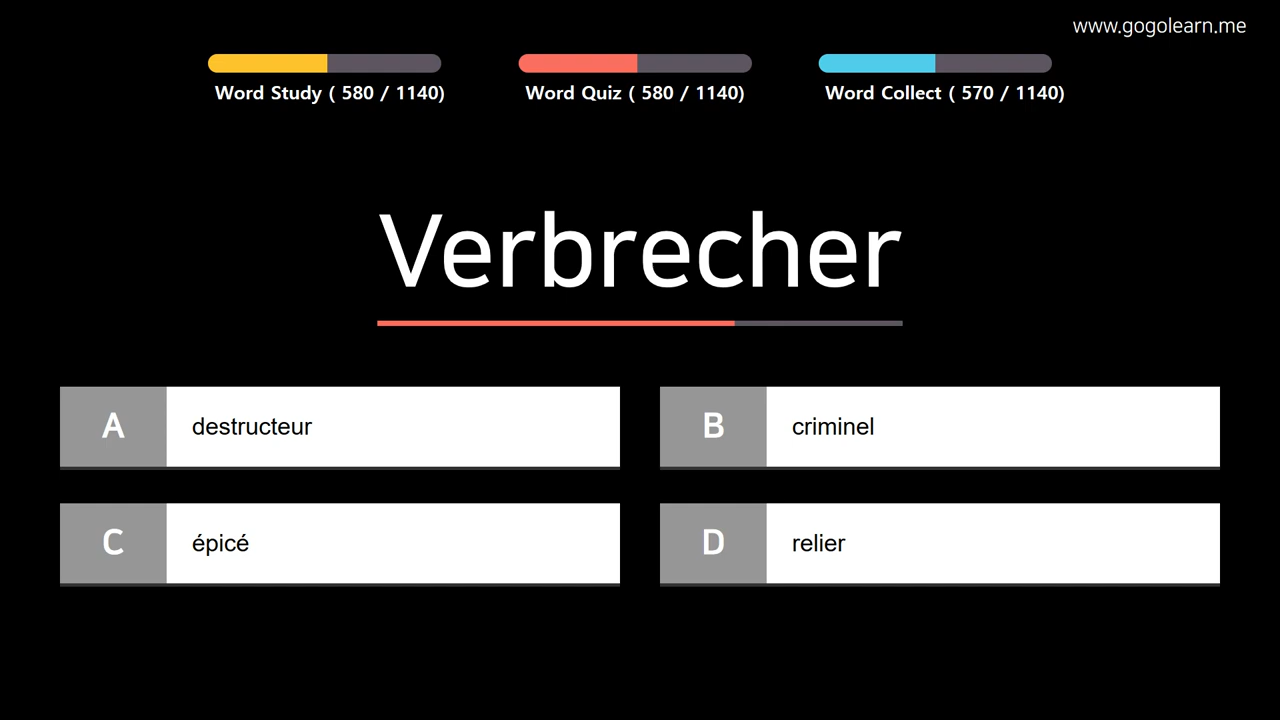 www.gogolearn.me
Word Study ( 580 / 1140)
Word Quiz ( 580 / 1140)
Word Collect ( 570 / 1140)
Verbrecher
A destructeur
B criminel
C épicé
D relier